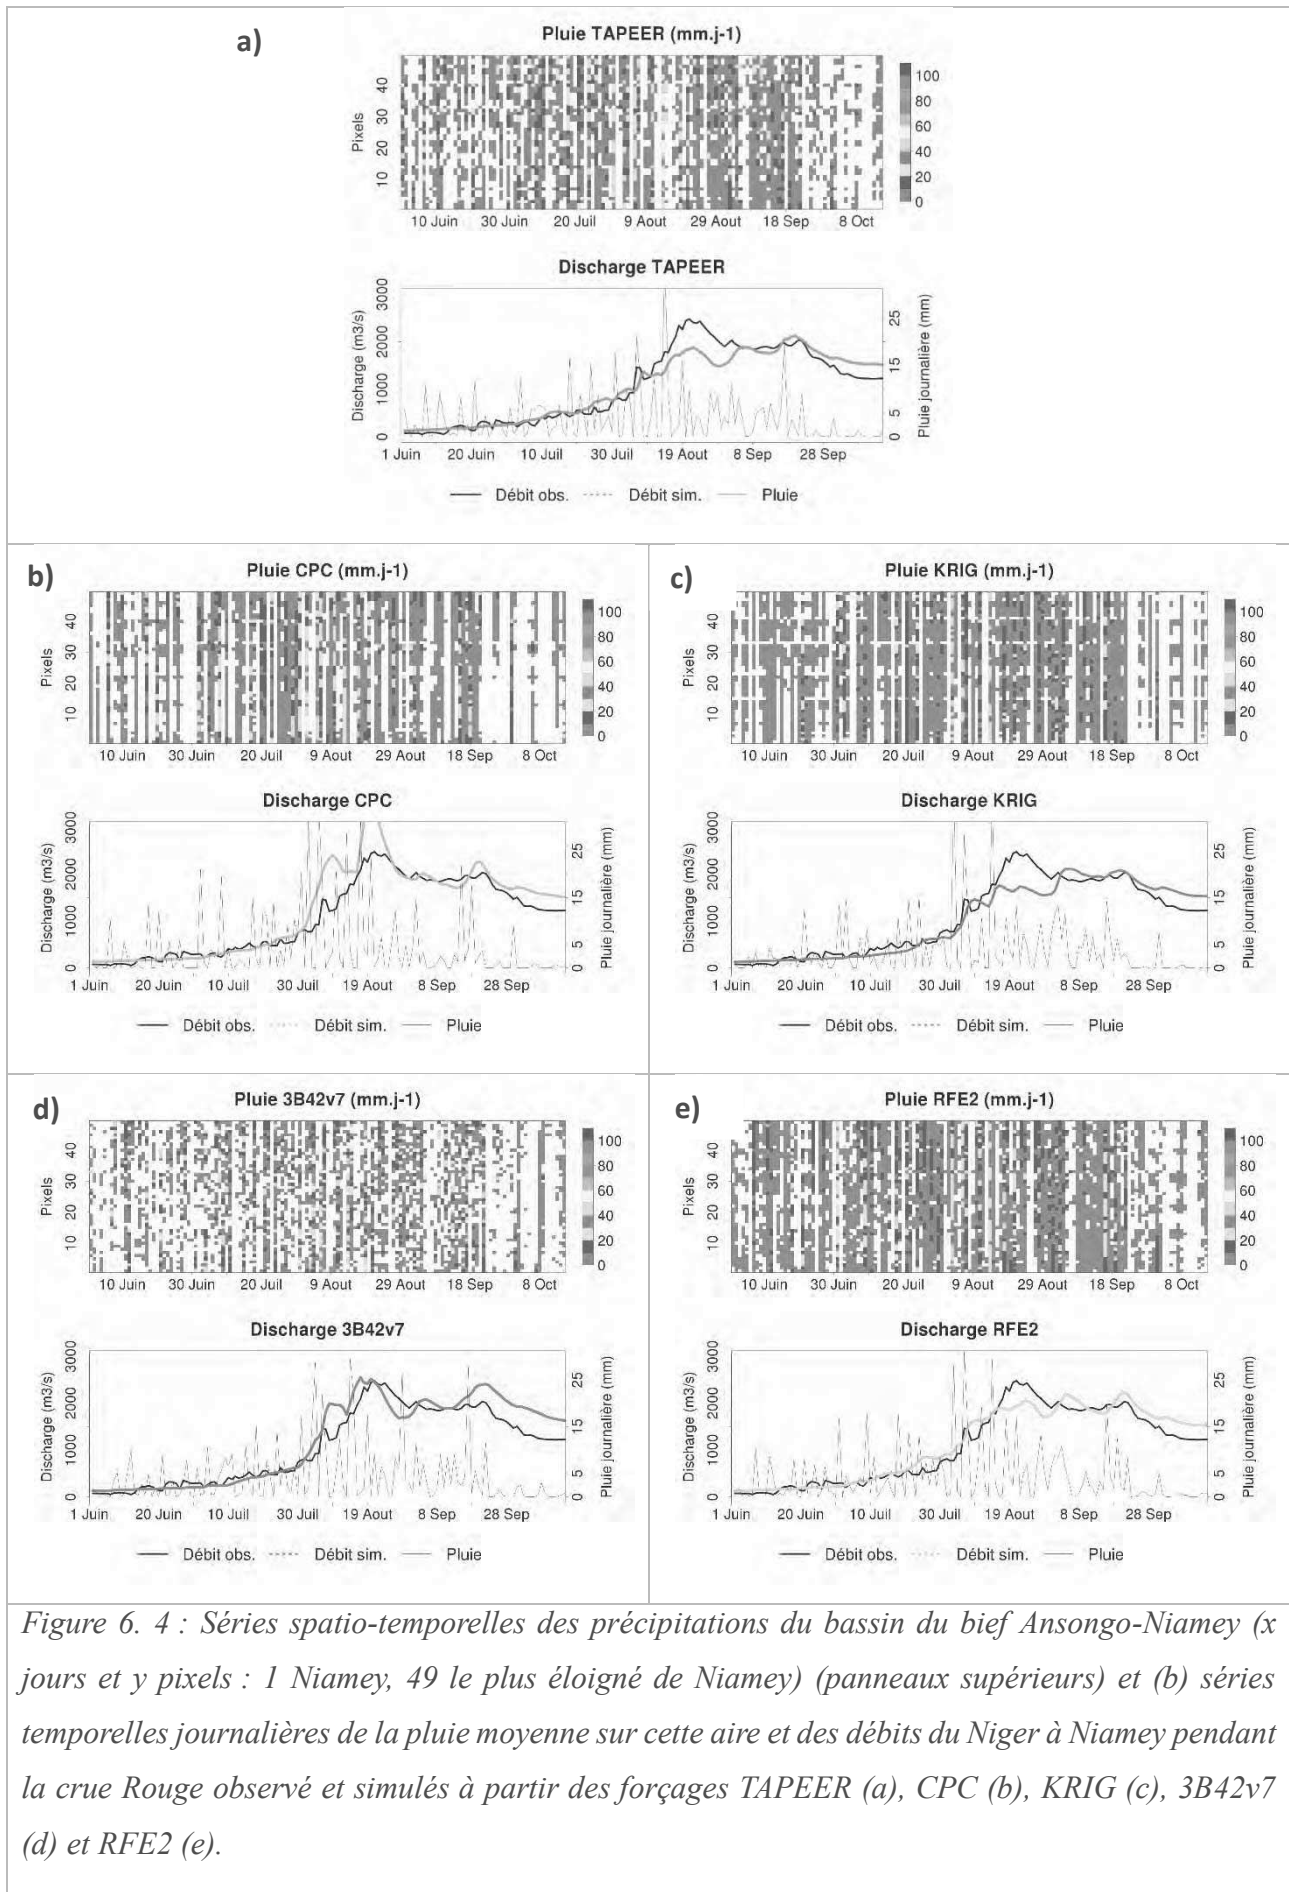 a)
Pluie TAPEER (mm.j-1)
Pixels
10 20 30 40
10 Juin 30 Juin 20 Juil 9 Aout 29 Aout 18 Sep 8 Oct
100
80
60
40
20
0
Discharge TAPEER
Discharge (m3/s)
0 1000 2000 3000
Pluie journalière (mm)
0 5 15 25
1 Juin 20 Juin 10 Juil 30 Juil 19 Aout 8 Sep 28 Sep
Débit obs. Débit sim. Pluie
b)
Pluie CPC (mm.j-1)
Pixels
10 20 30 40
10 Juin 30 Juin 20 Juil 9 Aout 29 Aout 18 Sep 8 Oct
100
80
60
40
20
0
Discharge CPC
Discharge (m3/s)
0 1000 2000 3000
Pluie journalière (mm)
0 5 15 25
1 Juin 20 Juin 10 Juil 30 Juil 19 Aout 8 Sep 28 Sep
Débit obs. Débit sim. Pluie
c)
Pluie KRIG (mm.j-1)
Pixels
10 20 30 40
10 Juin 30 Juin 20 Juil 9 Aout 29 Aout 18 Sep 8 Oct
100
80
60
40
20
0
Discharge KRIG
Discharge (m3/s)
0 1000 2000 3000
Pluie journalière (mm)
0 5 15 25
1 Juin 20 Juin 10 Juil 30 Juil 19 Aout 8 Sep 28 Sep
Débit obs. Débit sim. Pluie
d)
Pluie 3B42v7 (mm.j-1)
Pixels
10 20 30 40
10 Juin 30 Juin 20 Juil 9 Aout 29 Aout 18 Sep 8 Oct
100
80
60
40
20
0
Discharge 3B42v7
Discharge (m3/s)
0 1000 2000 3000
Pluie journalière (mm)
0 5 15 25
1 Juin 20 Juin 10 Juil 30 Juil 19 Aout 8 Sep 28 Sep
Débit obs. Débit sim. Pluie
e)
Pluie RFE2 (mm.j-1)
Pixels
10 20 30 40
10 Juin 30 Juin 20 Juil 9 Aout 29 Aout 18 Sep 8 Oct
100
80
60
40
20
0
Discharge RFE2
Discharge (m3/s)
0 1000 2000 3000
Pluie journalière (mm)
0 5 15 25
1 Juin 20 Juin 10 Juil 30 Juil 19 Aout 8 Sep 28 Sep
Débit obs. Débit sim. Pluie
Figure 6. 4 : Séries spatio-temporelles des précipitations du bassin du bief Ansongo-Niamey (x
jours et y pixels : 1 Niamey, 49 le plus éloigné de Niamey) (panneaux supérieurs) et (b) séries
temporelles journalières de la pluie moyenne sur cette aire et des débits du Niger à Niamey pendant
la crue Rouge observé et simulés à partir des forçages TAPEER (a), CPC (b), KRIG (c), 3B42v7
(d) et RFE2 (e).